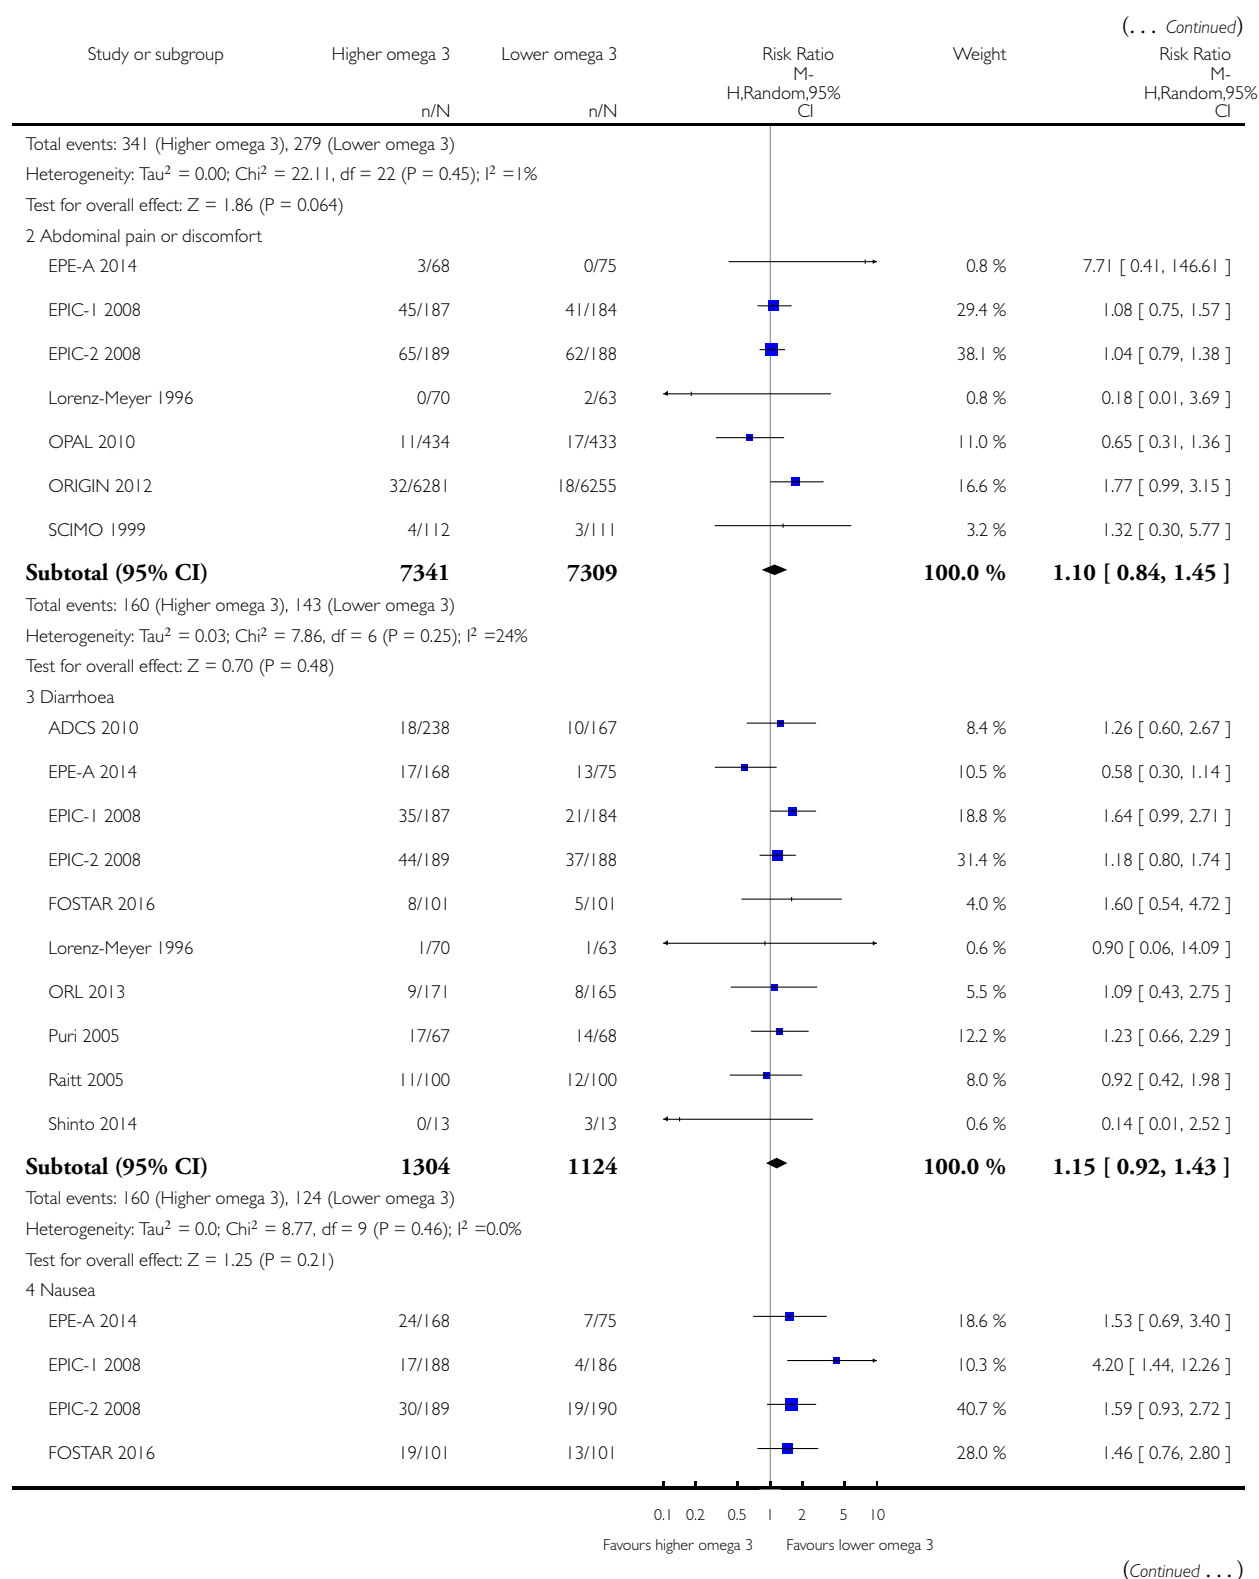 (... Continued)
Study or subgroup Higher omega 3 Lower omega 3 Risk Ratio Weight Risk Ratio
M- M-
H,Random,95% H,Random,95%
n/N n/N CI CI
Total events: 341 (Higher omega 3), 279 (Lower omega 3)
Heterogeneity: Tau² = 0.00; Chi² = 22.11, df = 22 (P = 0.45); I² =1%
Test for overall effect: Z = 1.86 (P = 0.064)
2 Abdominal pain or discomfort
EPE-A 2014 3/68 0/75 0.8 % 7.71 [ 0.41, 146.61 ]
EPIC-1 2008 45/187 41/184 29.4 % 1.08 [ 0.75, 1.57 ]
EPIC-2 2008 65/189 62/188 38.1 % 1.04 [ 0.79, 1.38 ]
Lorenz-Meyer 1996 0/70 2/63 0.8 % 0.18 [ 0.01, 3.69 ]
OPAL 2010 11/434 17/433 11.0 % 0.65 [ 0.31, 1.36 ]
ORIGIN 2012 32/6281 18/6255 16.6 % 1.77 [ 0.99, 3.15 ]
SCIMO 1999 4/112 3/111 3.2 % 1.32 [ 0.30, 5.77 ]
Subtotal (95% CI) 7341 7309 100.0 % 1.10 [ 0.84, 1.45 ]
Total events: 160 (Higher omega 3), 143 (Lower omega 3)
Heterogeneity: Tau² = 0.03; Chi² = 7.86, df = 6 (P = 0.25); I² =24%
Test for overall effect: Z = 0.70 (P = 0.48)
3 Diarrhoea
ADCS 2010 18/238 10/167 8.4 % 1.26 [ 0.60, 2.67 ]
EPE-A 2014 17/168 13/75 10.5 % 0.58 [ 0.30, 1.14 ]
EPIC-1 2008 35/187 21/184 18.8 % 1.64 [ 0.99, 2.71 ]
EPIC-2 2008 44/189 37/188 31.4 % 1.18 [ 0.80, 1.74 ]
FOSTAR 2016 8/101 5/101 4.0 % 1.60 [ 0.54, 4.72 ]
Lorenz-Meyer 1996 1/70 1/63 0.6 % 0.90 [ 0.06, 14.09 ]
ORL 2013 9/171 8/165 5.5 % 1.09 [ 0.43, 2.75 ]
Puri 2005 17/67 14/68 12.2 % 1.23 [ 0.66, 2.29 ]
Raitt 2005 11/100 12/100 8.0 % 0.92 [ 0.42, 1.98 ]
Shinto 2014 0/13 3/13 0.6 % 0.14 [ 0.01, 2.52 ]
Subtotal (95% CI) 1304 1124 100.0 % 1.15 [ 0.92, 1.43 ]
Total events: 160 (Higher omega 3), 124 (Lower omega 3)
Heterogeneity: Tau² = 0.0; Chi² = 8.77, df = 9 (P = 0.46); I² =0.0%
Test for overall effect: Z = 1.25 (P = 0.21)
4 Nausea
EPE-A 2014 24/168 7/75 18.6 % 1.53 [ 0.69, 3.40 ]
EPIC-1 2008 17/188 4/186 10.3 % 4.20 [ 1.44, 12.26 ]
EPIC-2 2008 30/189 19/190 40.7 % 1.59 [ 0.93, 2.72 ]
FOSTAR 2016 19/101 13/101 28.0 % 1.46 [ 0.76, 2.80 ]
0.1 0.2 0.5 1 2 5 10
Favours higher omega 3 Favours lower omega 3
(Continued ...)